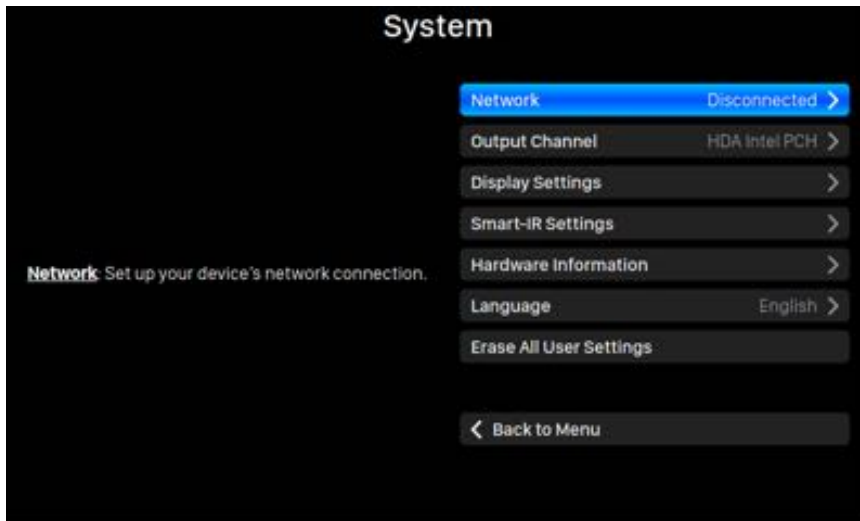 System
Network Disconnected
Output Channel HDA Intel PCH
Display Settings
Smart-IR Settings
Network: Set up your device's network connection.
Hardware Information
Language English
Erase All User Settings
Back to Menu